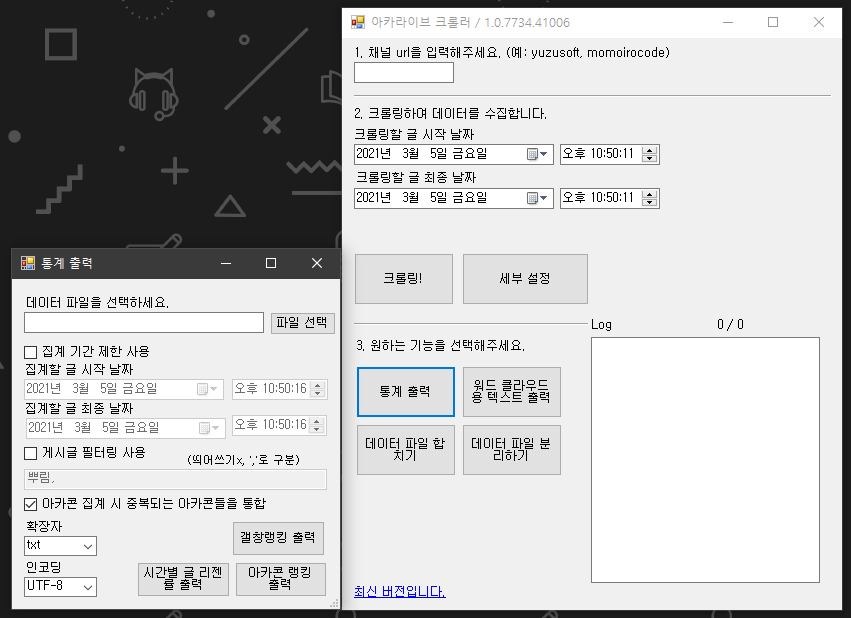 아카라이브 크롤러 / 1.0.7734.41006
1. 채널 url을 입력해주세요. (예: yuzusoft, momoirocode)
2. 크롤링하여 데이터를 수집합니다.
크롤링할 글 시작 날짜
2021년 3월 5일 금요일
오후 10:50:11
크롤링할 글 최종 날짜
2021년 3월 5일 금요일
오후 10:50:11
크롤링!
세부 설정
3. 원하는 기능을 선택해주세요.
통계 출력
워드 클라우드
용 텍스트 출력
데이터 파일 합
치기
데이터 파일 분
리하기
Log
0 / 0
최신 버전입니다.
통계 출력
데이터 파일을 선택하세요.
파일 선택
집계 기간 제한 사용
집계할 글 시작 날짜
2021년 3월 5일 금요일
오후 10:50:16
집계할 글 최종 날짜
2021년 3월 5일 금요일
오후 10:50:16
게시글 필터링 사용
(띄어쓰기x, ','로 구분)
뿌림,
아카콘 집계 시 중복되는 아카콘들을 통합
확장자
txt
갤창랭킹 출력
인코딩
UTF-8
시간별 글 리젠
률 출력
아카콘 랭킹
출력